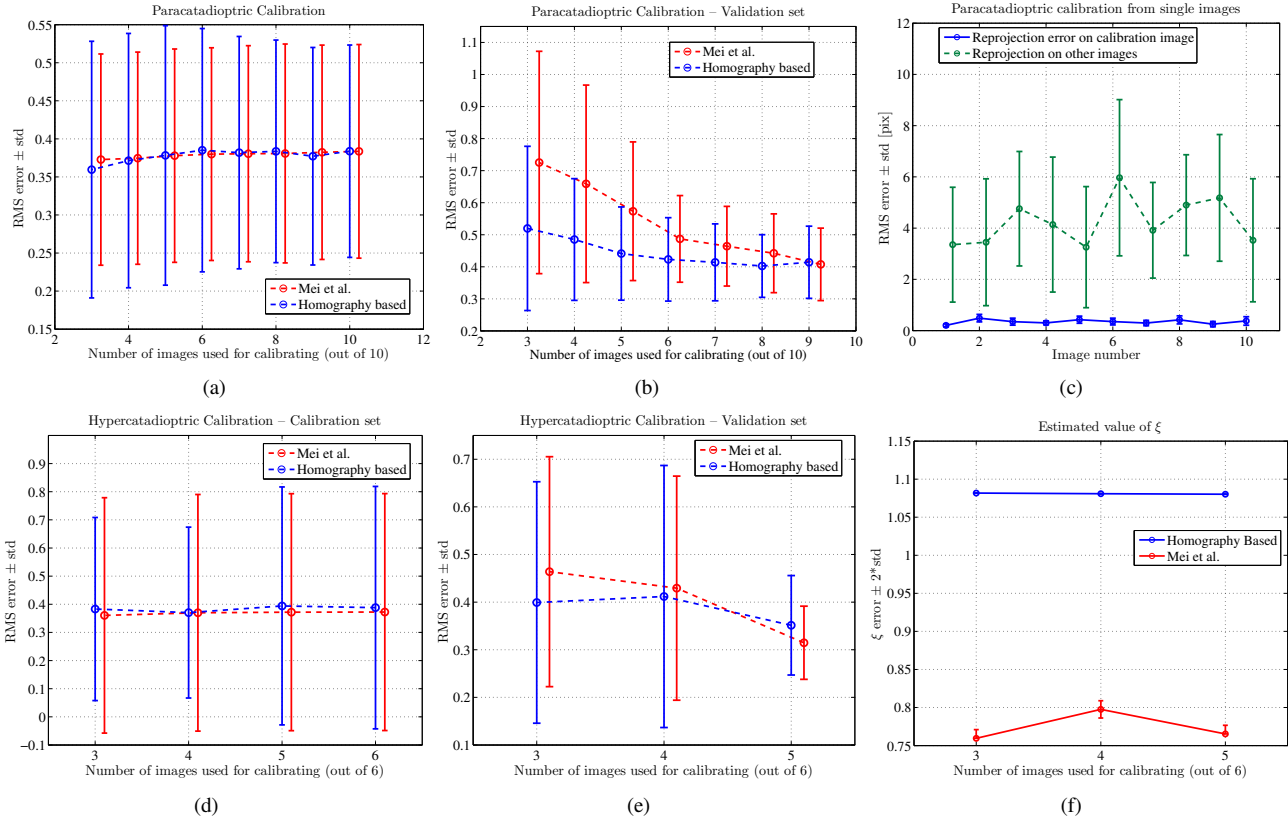 Paracatadioptric Calibration
0.55
0.5
0.45
0.4
0.35
0.3
0.25
0.2
0.15
RMS error ± std
Mei et al.
Homography based
2 4 6 8 10 12
Number of images used for calibrating (out of 10)
(a)
Paracatadioptric Calibration – Validation set
1.1
1
0.9
0.8
0.7
0.6
0.5
0.4
0.3
0.2
RMS error ± std
Mei et al.
Homography based
2 3 4 5 6 7 8 9 10
Number of images used for calibrating (out of 10)
(b)
Paracatadioptric calibration from single images
12
10
8
6
4
2
0
RMS error ± std [pix]
Reprojection error on calibration image
Reprojection on other images
0 2 4 6 8 10
Image number
(c)
Hypercatadioptric Calibration – Calibration set
0.9
0.8
0.7
0.6
0.5
0.4
0.3
0.2
0.1
0
−0.1
RMS error ± std
Mei et al.
Homography based
3 4 5 6
Number of images used for calibrating (out of 6)
(d)
Hypercatadioptric Calibration – Validation set
0.7
0.6
0.5
0.4
0.3
0.2
0.1
RMS error ± std
Mei et al.
Homography based
3 4 5
Number of images used for calibrating (out of 6)
(e)
Estimated value of ξ
1.15
1.1
1.05
1
0.95
0.9
0.85
0.8
0.75
ξ error ± 2*std
Homography Based
Mei et al.
3 4 5
Number of images used for calibrating (out of 6)
(f)